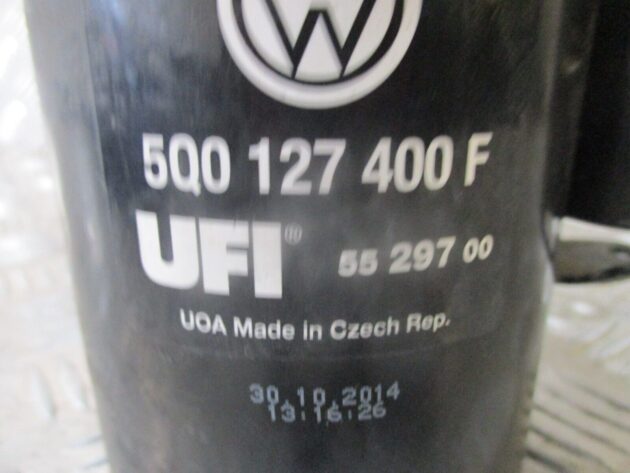 5Q0 127 400 F
UFI® 55 297 00
UOA Made in Czech Rep.
30.10.2014
13:16:26